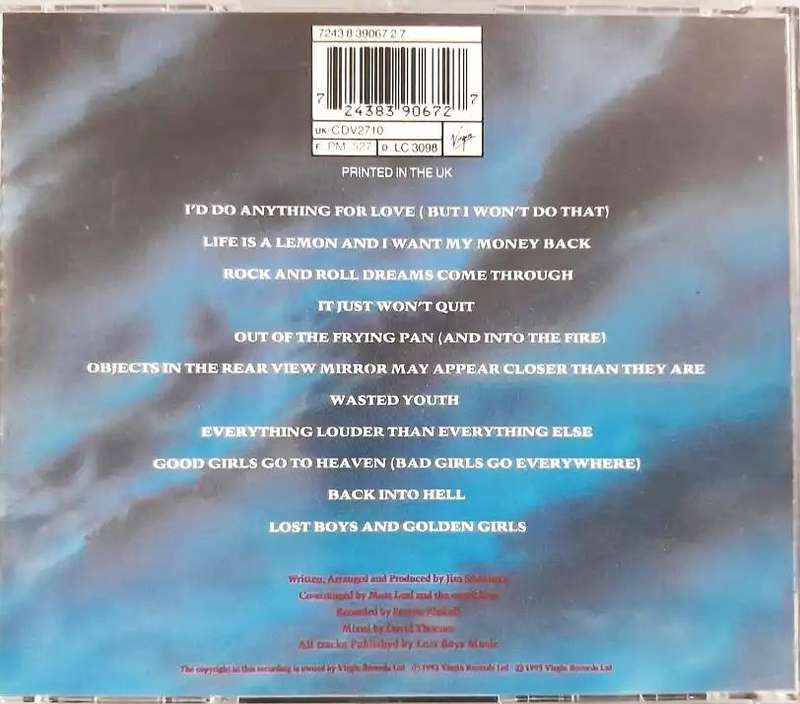 7243 8 39067 2 7
7 24383 90672 7
UK: CDV2710
F PM 527 D LC 3098 Virgin
PRINTED IN THE UK
I'D DO ANYTHING FOR LOVE ( BUT I WON'T DO THAT)
LIFE IS A LEMON AND I WANT MY MONEY BACK
ROCK AND ROLL DREAMS COME THROUGH
IT JUST WON'T QUIT
OUT OF THE FRYING PAN (AND INTO THE FIRE)
OBJECTS IN THE REAR VIEW MIRROR MAY APPEAR CLOSER THAN THEY ARE
WASTED YOUTH
EVERYTHING LOUDER THAN EVERYTHING ELSE
GOOD GIRLS GO TO HEAVEN (BAD GIRLS GO EVERYWHERE)
BACK INTO HELL
LOST BOYS AND GOLDEN GIRLS
Written, Arranged and Produced by Jim
Co-arranged by Meat Loaf and the
Recorded by
Mixed by David Thoener
All tracks Published by Lost Boys Music
The copyright in this recording is owned by Virgin Records Ltd ℗ 1993 Virgin Records Ltd © 1993 Virgin Records Ltd